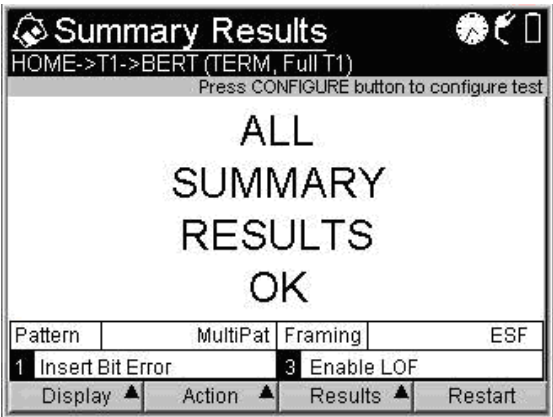 Summary Results
HOME->T1->BERT (TERM, Full T1)
Press CONFIGURE button to configure test
ALL
SUMMARY
RESULTS
OK
Pattern MultiPat Framing ESF
1 Insert Bit Error 3 Enable LOF
Display Action Results Restart